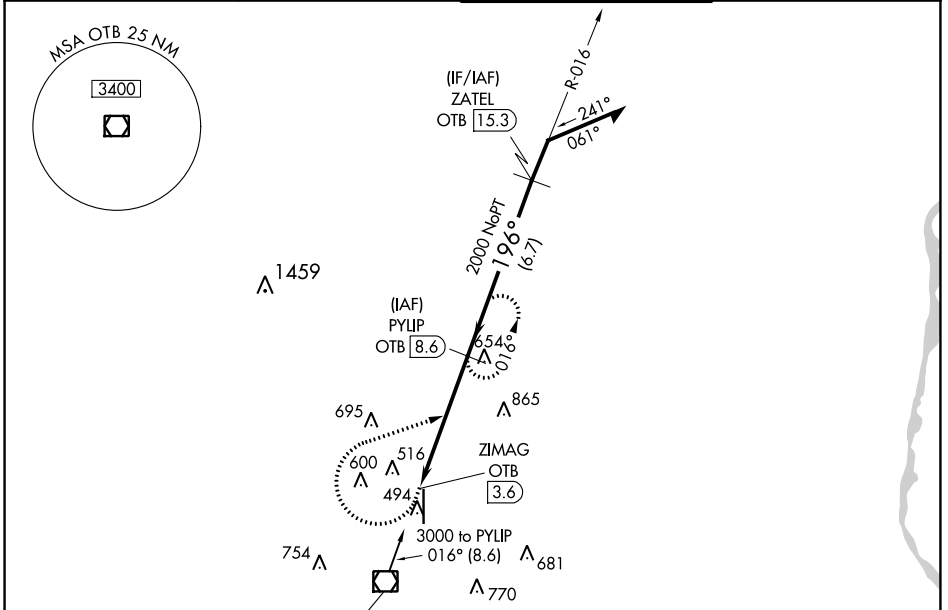 MSA OTB 25 NM
3400
R-016
(IF/IAF)
ZATEL
OTB 15.3
241°
061°
2000 NoPT
196°
(6.7)
1459
(IAF)
PYLIP
OTB 8.6
654
016°
865
695
516
600
ZIMAG
OTB
3.6
494
3000 to PYLIP
016° (8.6)
754
681
770